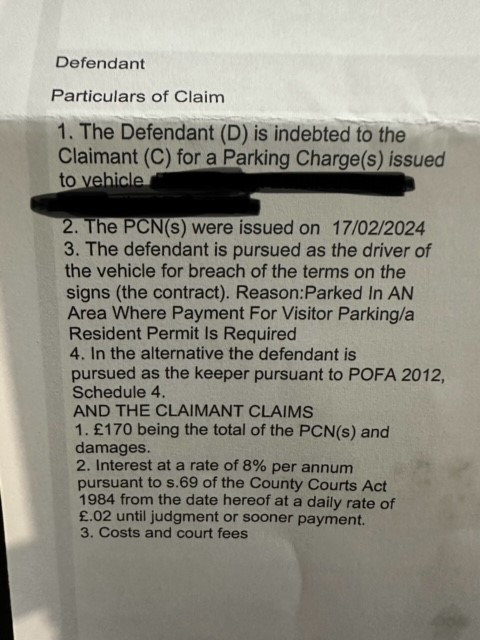 Defendant
Particulars of Claim
1. The Defendant (D) is indebted to the
Claimant (C) for a Parking Charge(s) issued
to vehicle
2. The PCN(s) were issued on 17/02/2024
3. The defendant is pursued as the driver of
the vehicle for breach of the terms on the
signs (the contract). Reason:Parked In AN
Area Where Payment For Visitor Parking/a
Resident Permit Is Required
4. In the alternative the defendant is
pursued as the keeper pursuant to POFA 2012,
Schedule 4.
AND THE CLAIMANT CLAIMS
1. £170 being the total of the PCN(s) and
damages.
2. Interest at a rate of 8% per annum
pursuant to s.69 of the County Courts Act
1984 from the date hereof at a daily rate of
£.02 until judgment or sooner payment.
3. Costs and court fees